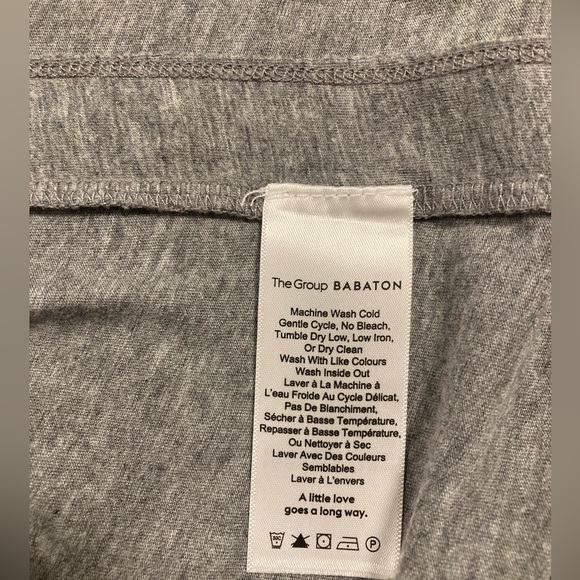 The Group BABATON
Machine Wash Cold
Gentle Cycle, No Bleach,
Tumble Dry Low, Low Iron,
Or Dry Clean
Wash With Like Colours
Wash Inside Out
Laver à La Machine à
L'eau Froide Au Cycle Délicat,
Pas De Blanchiment,
Sécher à Basse Température,
Repasser à Basse Température,
Ou Nettoyer à Sec
Laver Avec Des Couleurs
Semblables
Laver à L'envers
A little love
goes a long way.
30C P